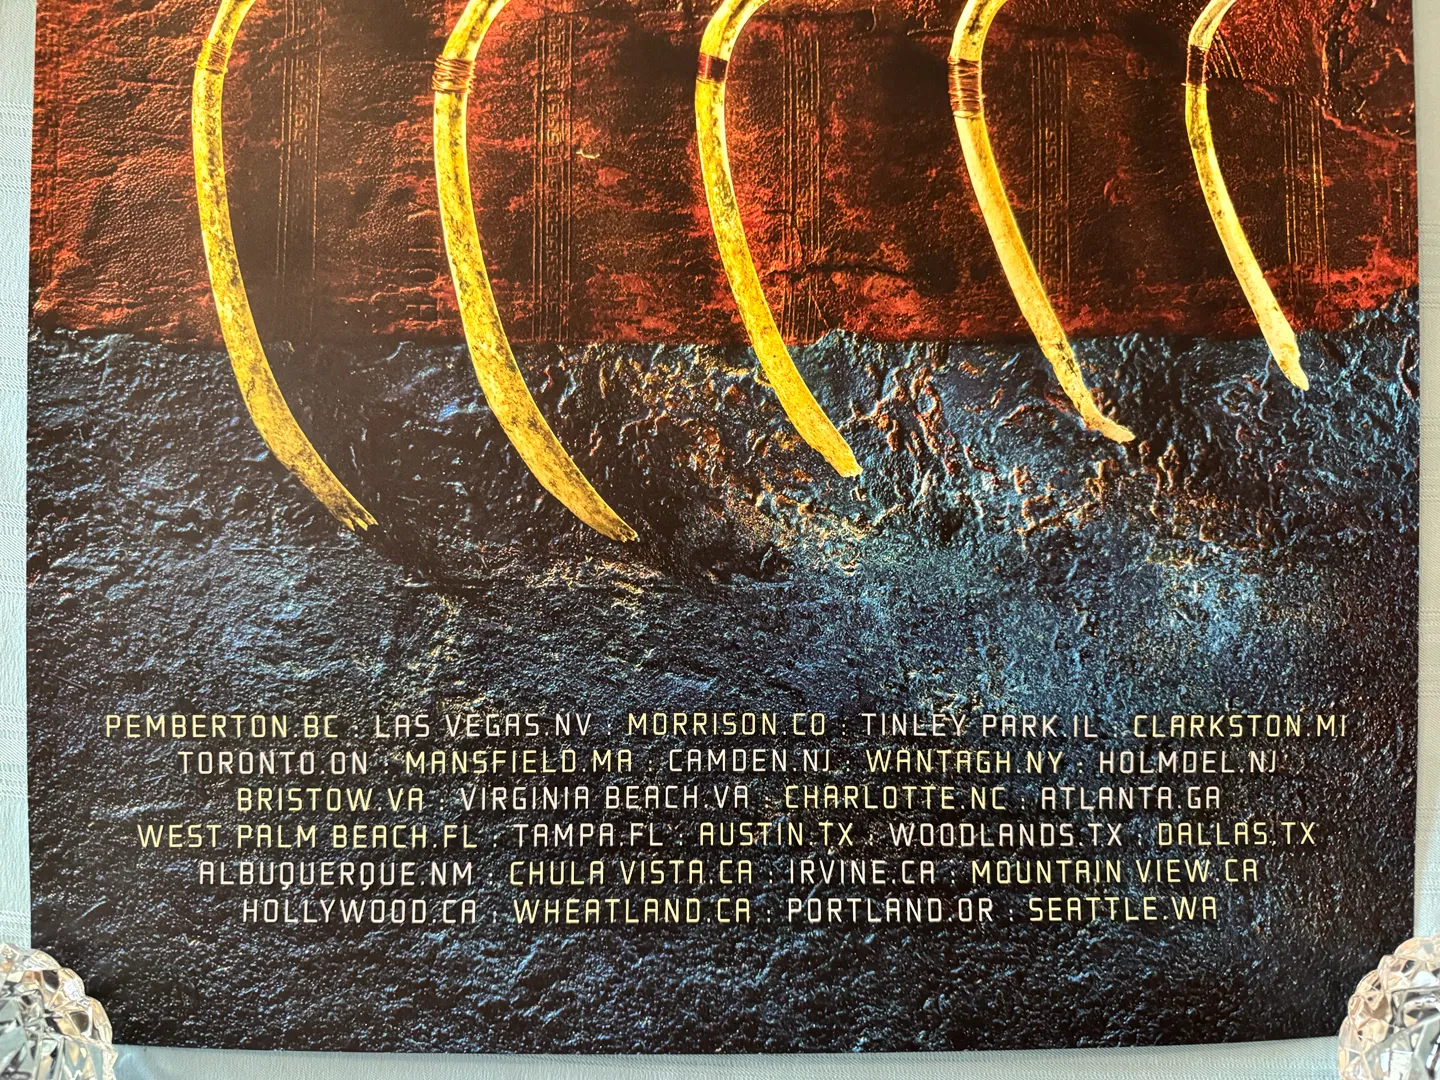 PEMBERTON.BC : LAS VEGAS.NV : MORRISON.CO : TINLEY PARK.IL : CLARKSTON.MI
TORONTO.ON : MANSFIELD MA : CAMDEN.NJ : WANTAGH.NY : HOLMDEL.NJ
BRISTOW.VA : VIRGINIA BEACH.VA : CHARLOTTE.NC : ATLANTA.GA
WEST PALM BEACH.FL : TAMPA.FL : AUSTIN.TX : WOODLANDS.TX : DALLAS.TX
ALBUQUERQUE.NM : CHULA VISTA.CA : IRVINE.CA : MOUNTAIN VIEW.CA
HOLLYWOOD.CA : WHEATLAND.CA : PORTLAND.OR : SEATTLE.WA